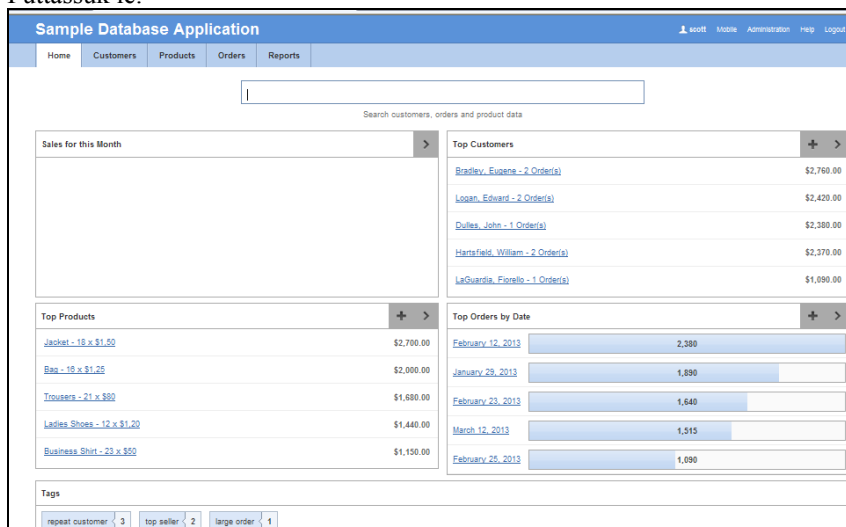 Futtassuk le:
Sample Database Application
scott Mobile Administration Help Logout
Home Customers Products Orders Reports
Search customers, orders and product data
Sales for this Month
Top Customers
Bradley, Eugene - 2 Order(s) $2,760.00
Logan, Edward - 2 Order(s) $2,420.00
Dulles, John - 1 Order(s) $2,380.00
Hartsfield, William - 2 Order(s) $2,370.00
LaGuardia, Fiorello - 1 Order(s) $1,090.00
Top Products
Jacket - 18 x $1,50 $2,700.00
Bag - 16 x $1,25 $2,000.00
Trousers - 21 x $80 $1,680.00
Ladies Shoes - 12 x $1,20 $1,440.00
Business Shirt - 23 x $50 $1,150.00
Top Orders by Date
February 12, 2013 2,380
January 29, 2013 1,890
February 23, 2013 1,640
March 12, 2013 1,515
February 25, 2013 1,090
Tags
repeat customer 3 top seller 2 large order 1